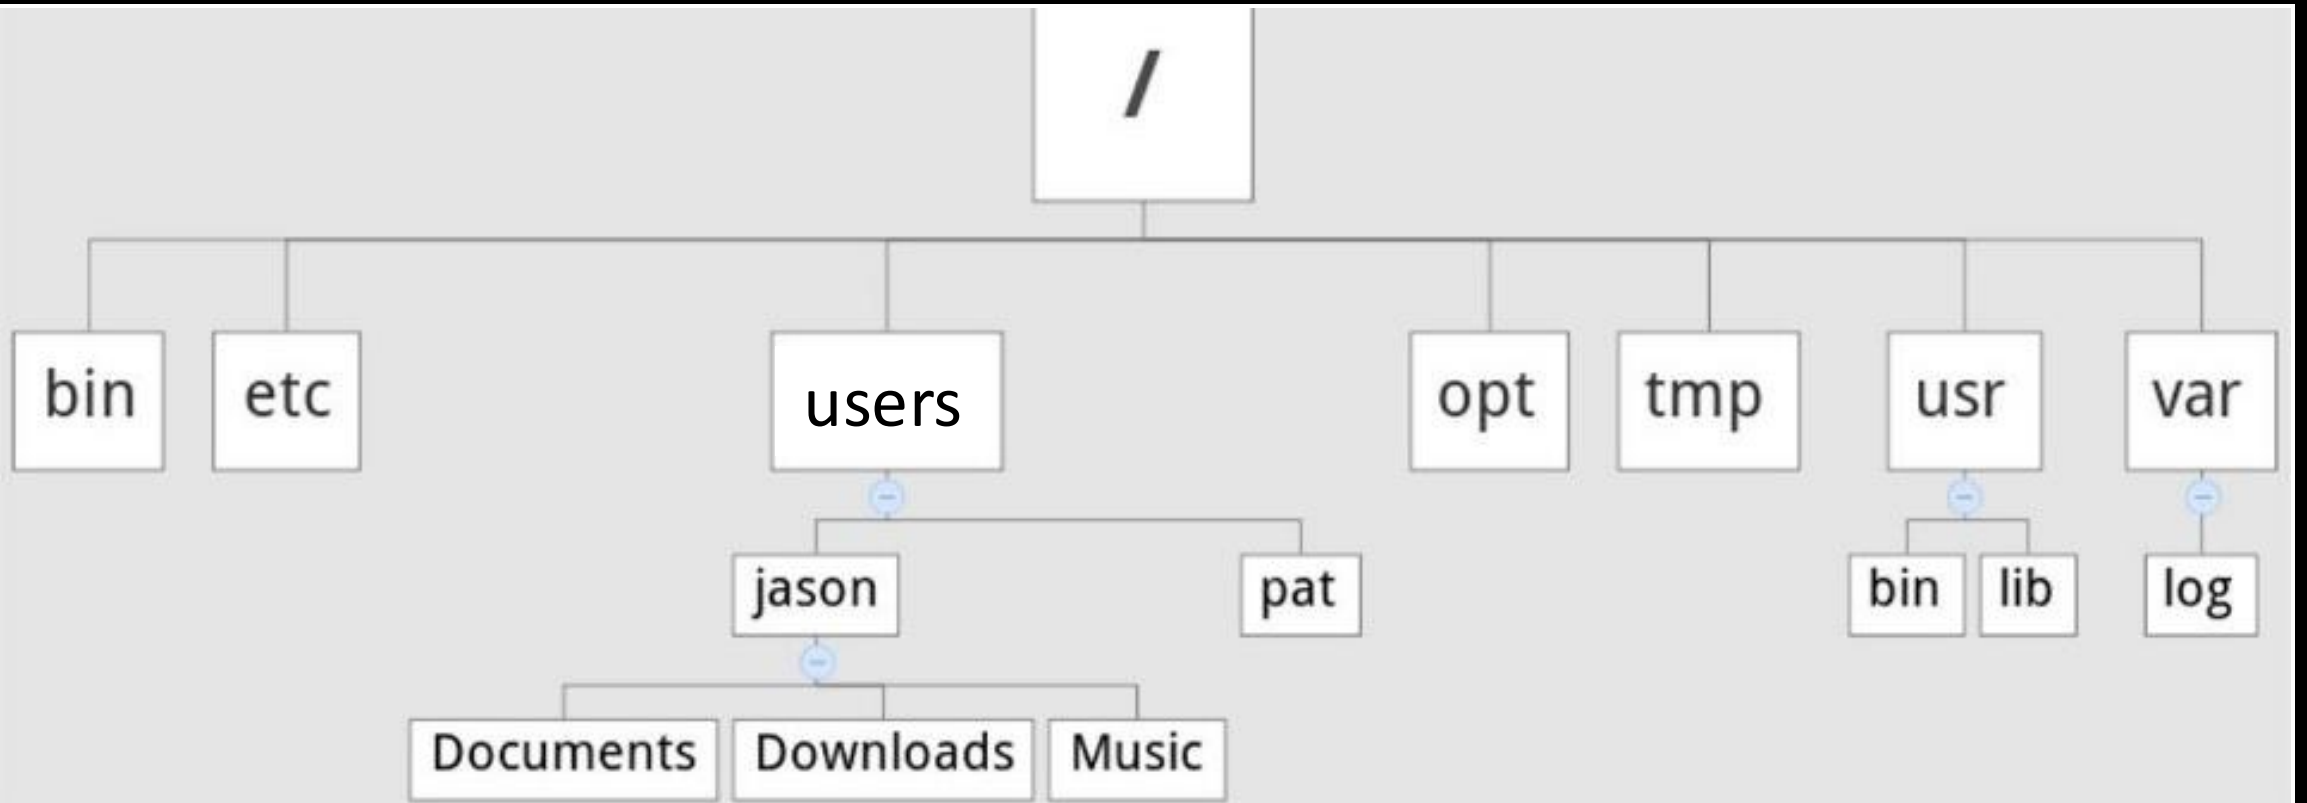 /
bin etc users opt tmp usr var
jason pat bin lib log
Documents Downloads Music